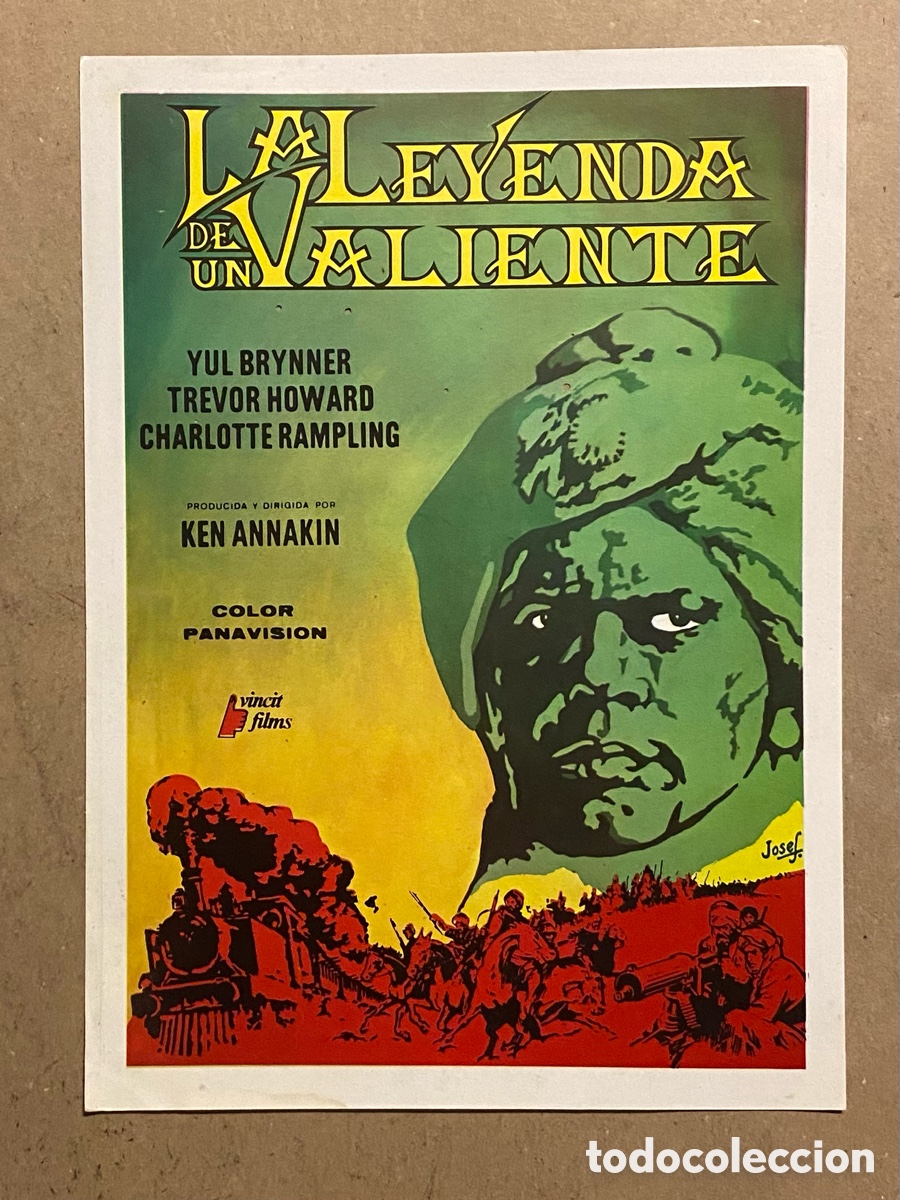 LA LEYENDA
DE UN VALIENTE
YUL BRYNNER
TREVOR HOWARD
CHARLOTTE RAMPLING
PRODUCIDA Y DIRIGIDA POR
KEN ANNAKIN
COLOR
PANAVISION
vincit
films
Josef.
todocoleccion